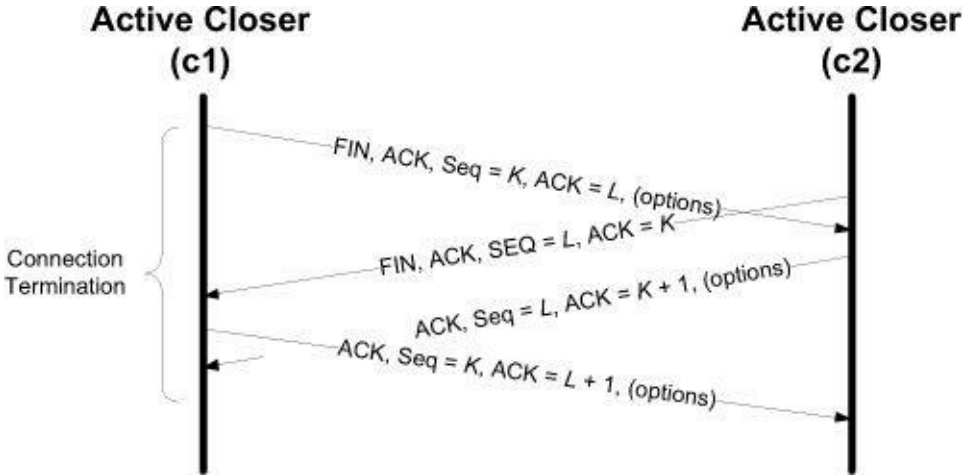 Active Closer
(c1)
Active Closer
(c2)
FIN, ACK, Seq = K, ACK = L, (options)
FIN, ACK, SEQ = L, ACK = K
Connection
Termination
ACK, Seq = L, ACK = K + 1, (options)
ACK, Seq = K, ACK = L + 1, (options)